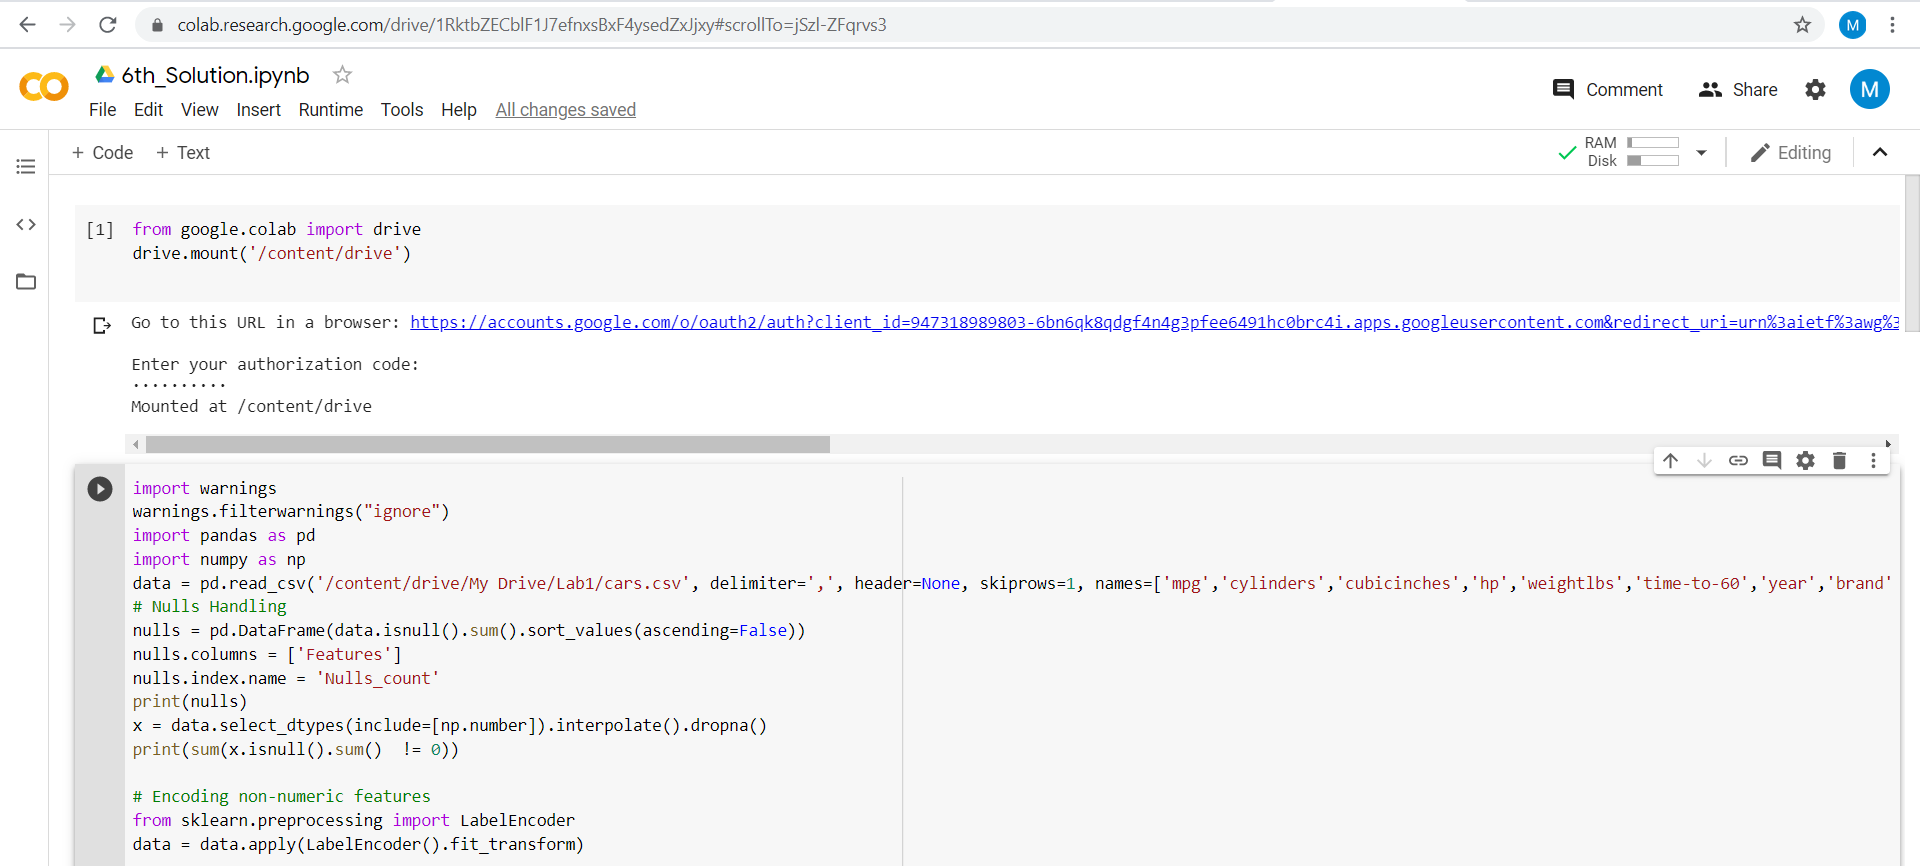 colab.research.google.com/drive/1RktbZECblF1J7efnxsBxF4ysedZxJjxy#scrollTo=jSzl-ZFqrvs3
M
6th_Solution.ipynb
File Edit View Insert Runtime Tools Help All changes saved
Comment Share M
+ Code + Text
RAM
Disk
Editing
[1] from google.colab import drive
drive.mount('/content/drive')
Go to this URL in a browser: https://accounts.google.com/o/oauth2/auth?client_id=947318989803-6bn6qk8qdgf4n4g3pfee6491hc0brc4i.apps.googleusercontent.com&redirect_uri=urn%3aietf%3awg%3
Enter your authorization code:
··········
Mounted at /content/drive
import warnings
warnings.filterwarnings("ignore")
import pandas as pd
import numpy as np
data = pd.read_csv('/content/drive/My Drive/Lab1/cars.csv', delimiter=',', header=None, skiprows=1, names=['mpg','cylinders','cubicinches','hp','weightlbs','time-to-60','year','brand'
# Nulls Handling
nulls = pd.DataFrame(data.isnull().sum().sort_values(ascending=False))
nulls.columns = ['Features']
nulls.index.name = 'Nulls_count'
print(nulls)
x = data.select_dtypes(include=[np.number]).interpolate().dropna()
print(sum(x.isnull().sum()  != 0))
# Encoding non-numeric features
from sklearn.preprocessing import LabelEncoder
data = data.apply(LabelEncoder().fit_transform)